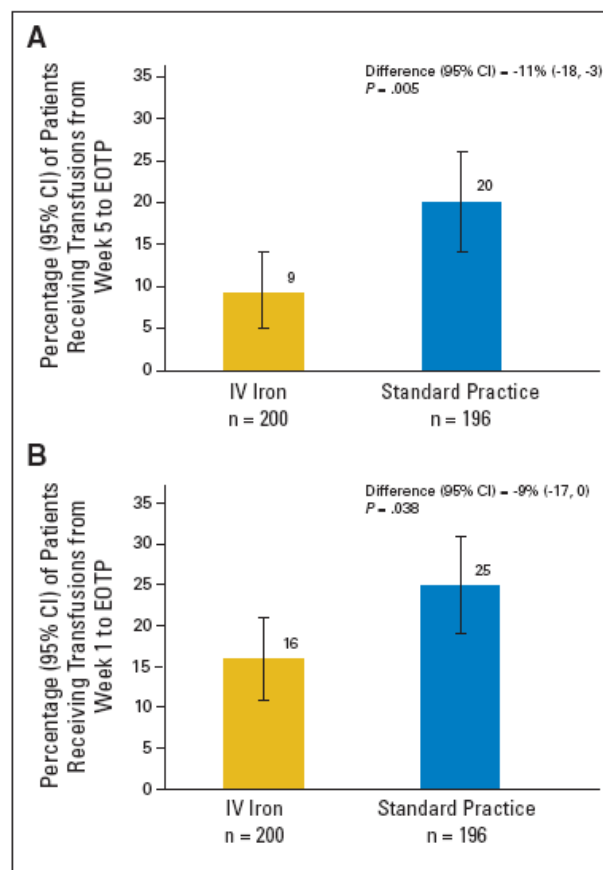 A
Difference (95% CI) = -11% (-18, -3)
P = .005
Percentage (95% CI) of Patients
Receiving Transfusions from
Week 5 to EOTP
35
30
25
20
15
10
5
0
9
20
IV Iron
n = 200
Standard Practice
n = 196
B
Difference (95% CI) = -9% (-17, 0)
P = .038
Percentage (95% CI) of Patients
Receiving Transfusions from
Week 1 to EOTP
35
30
25
20
15
10
5
0
16
25
IV Iron
n = 200
Standard Practice
n = 196